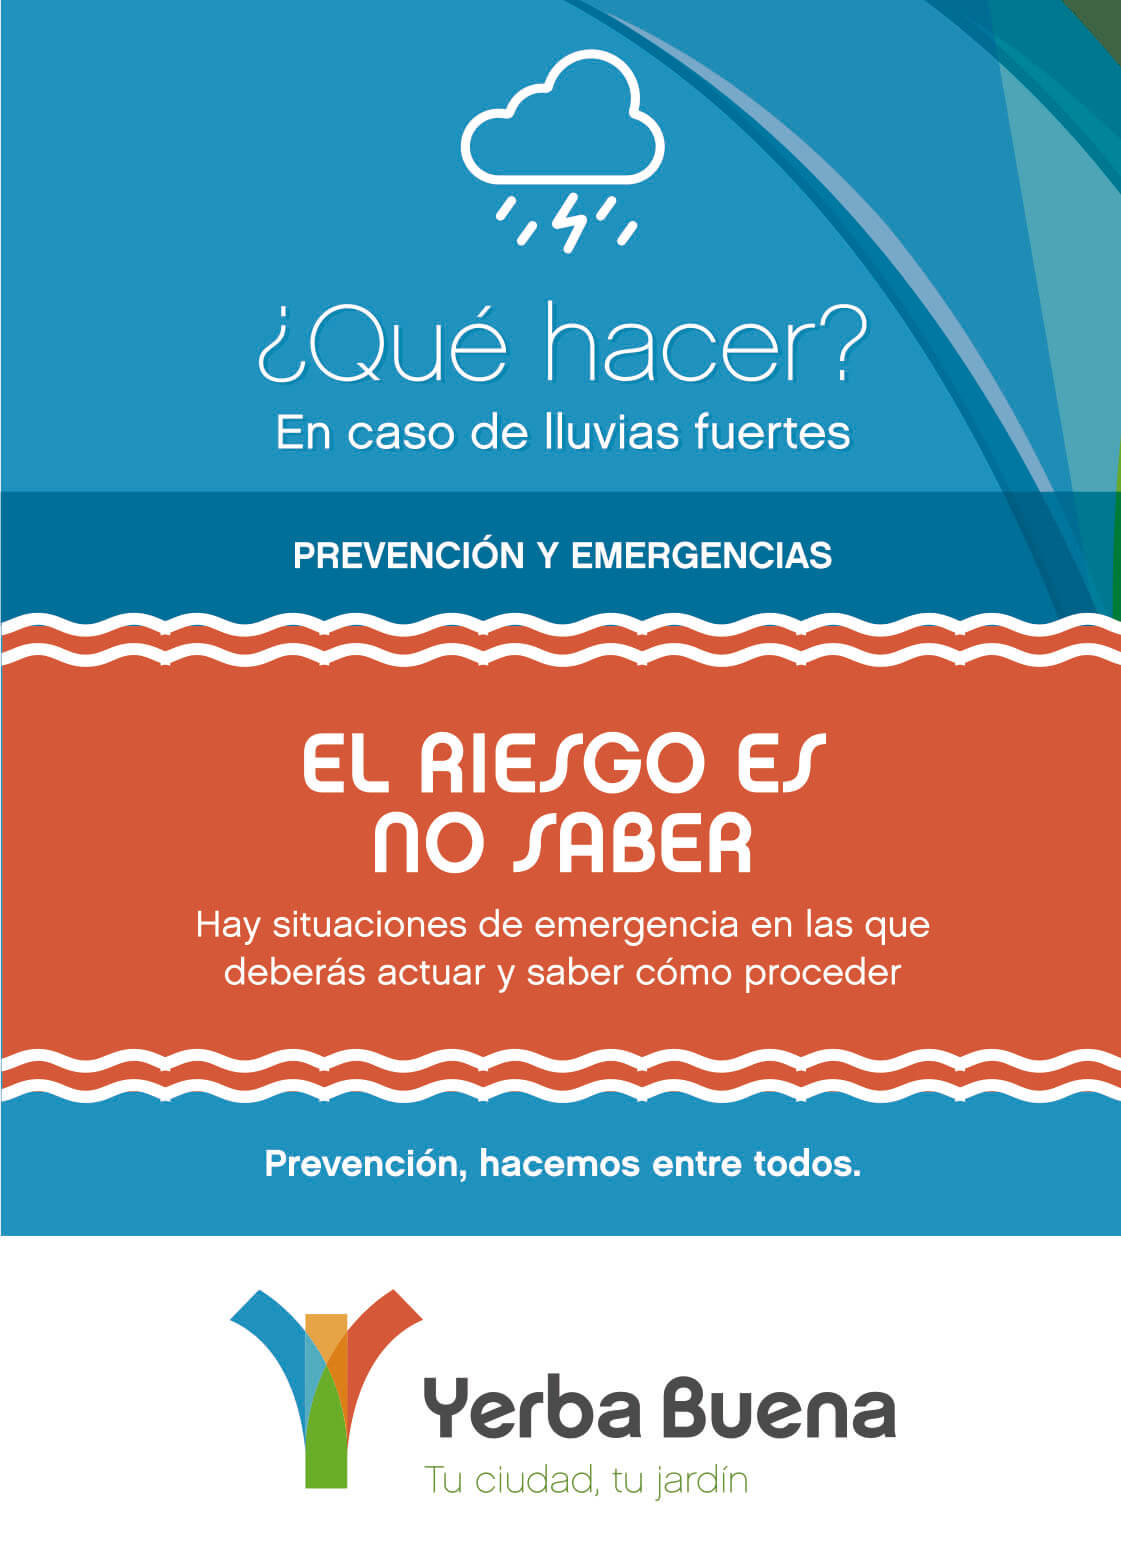 ¿Qué hacer?
En caso de lluvias fuertes
PREVENCIÓN Y EMERGENCIAS
EL RIESGO ES
NO SABER
Hay situaciones de emergencia en las que
deberás actuar y saber cómo proceder
Prevención, hacemos entre todos.
Yerba Buena
Tu ciudad, tu jardín